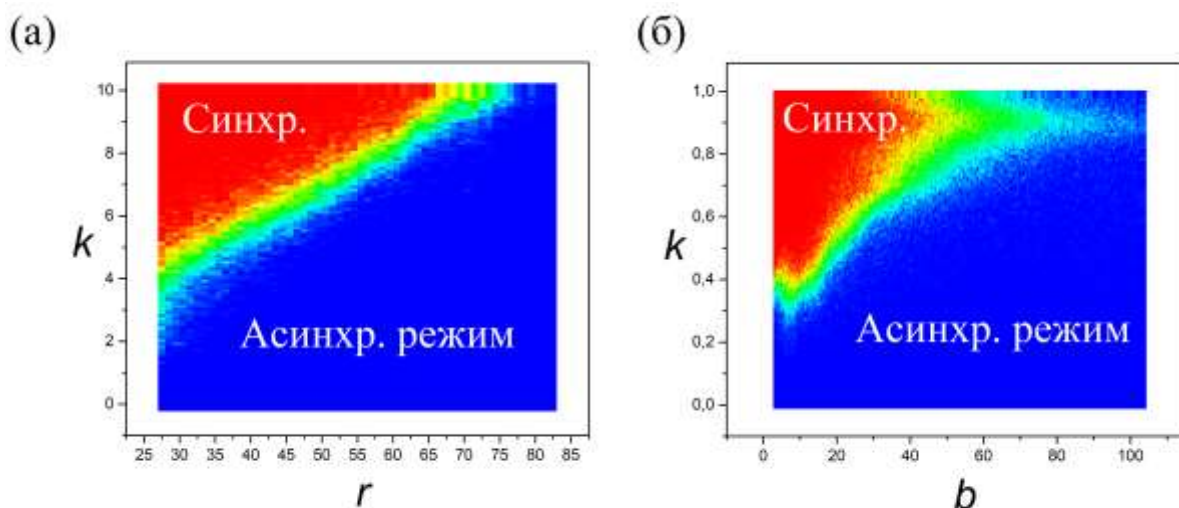 (а)
Синхр.
Асинхр. режим
k
10
8
6
4
2
0
25 30 35 40 45 50 55 60 65 70 75 80 85
r
(б)
Синхр.
Асинхр. режим
k
1,0
0,8
0,6
0,4
0,2
0,0
0 20 40 60 80 100
b